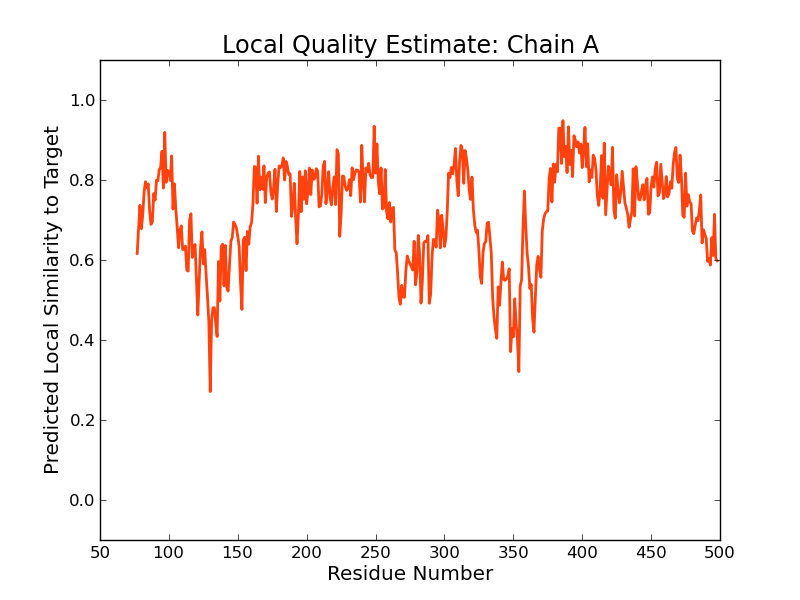 Local Quality Estimate: Chain A
Predicted Local Similarity to Target
1.0
0.8
0.6
0.4
0.2
0.0
50 100 150 200 250 300 350 400 450 500
Residue Number